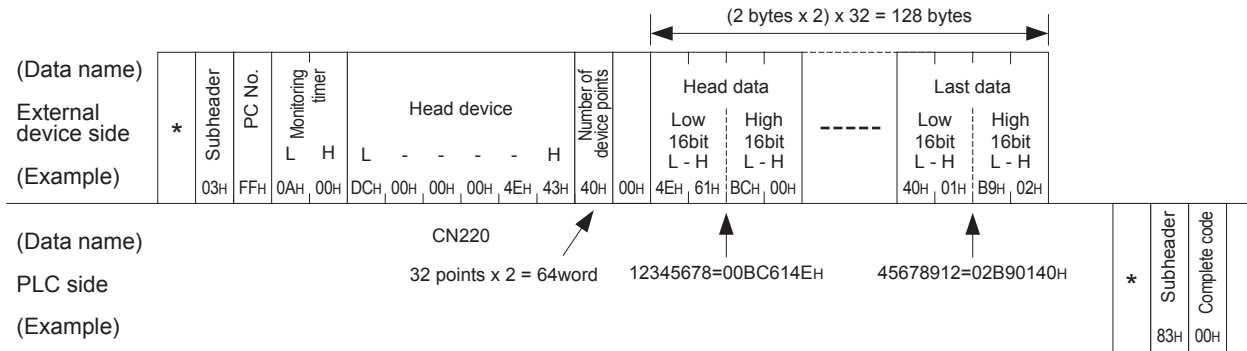 (2 bytes x 2) x 32 = 128 bytes
(Data name)
External
device side
(Example)
*
Subheader
03H
PC No.
FFH
Monitoring
timer
L H
0AH 00H
Head device
L - - - - H
DCH 00H 00H 00H 4EH 43H
Number of
device points
40H
00H
Head data
Low
16bit
L - H
4EH 61H
High
16bit
L - H
BCH 00H
-----
Last data
Low
16bit
L - H
40H 01H
High
16bit
L - H
B9H 02H
(Data name)
PLC side
(Example)
CN220
32 points x 2 = 64word
12345678=00BC614EH
45678912=02B90140H
*
Subheader
83H
Complete code
00H